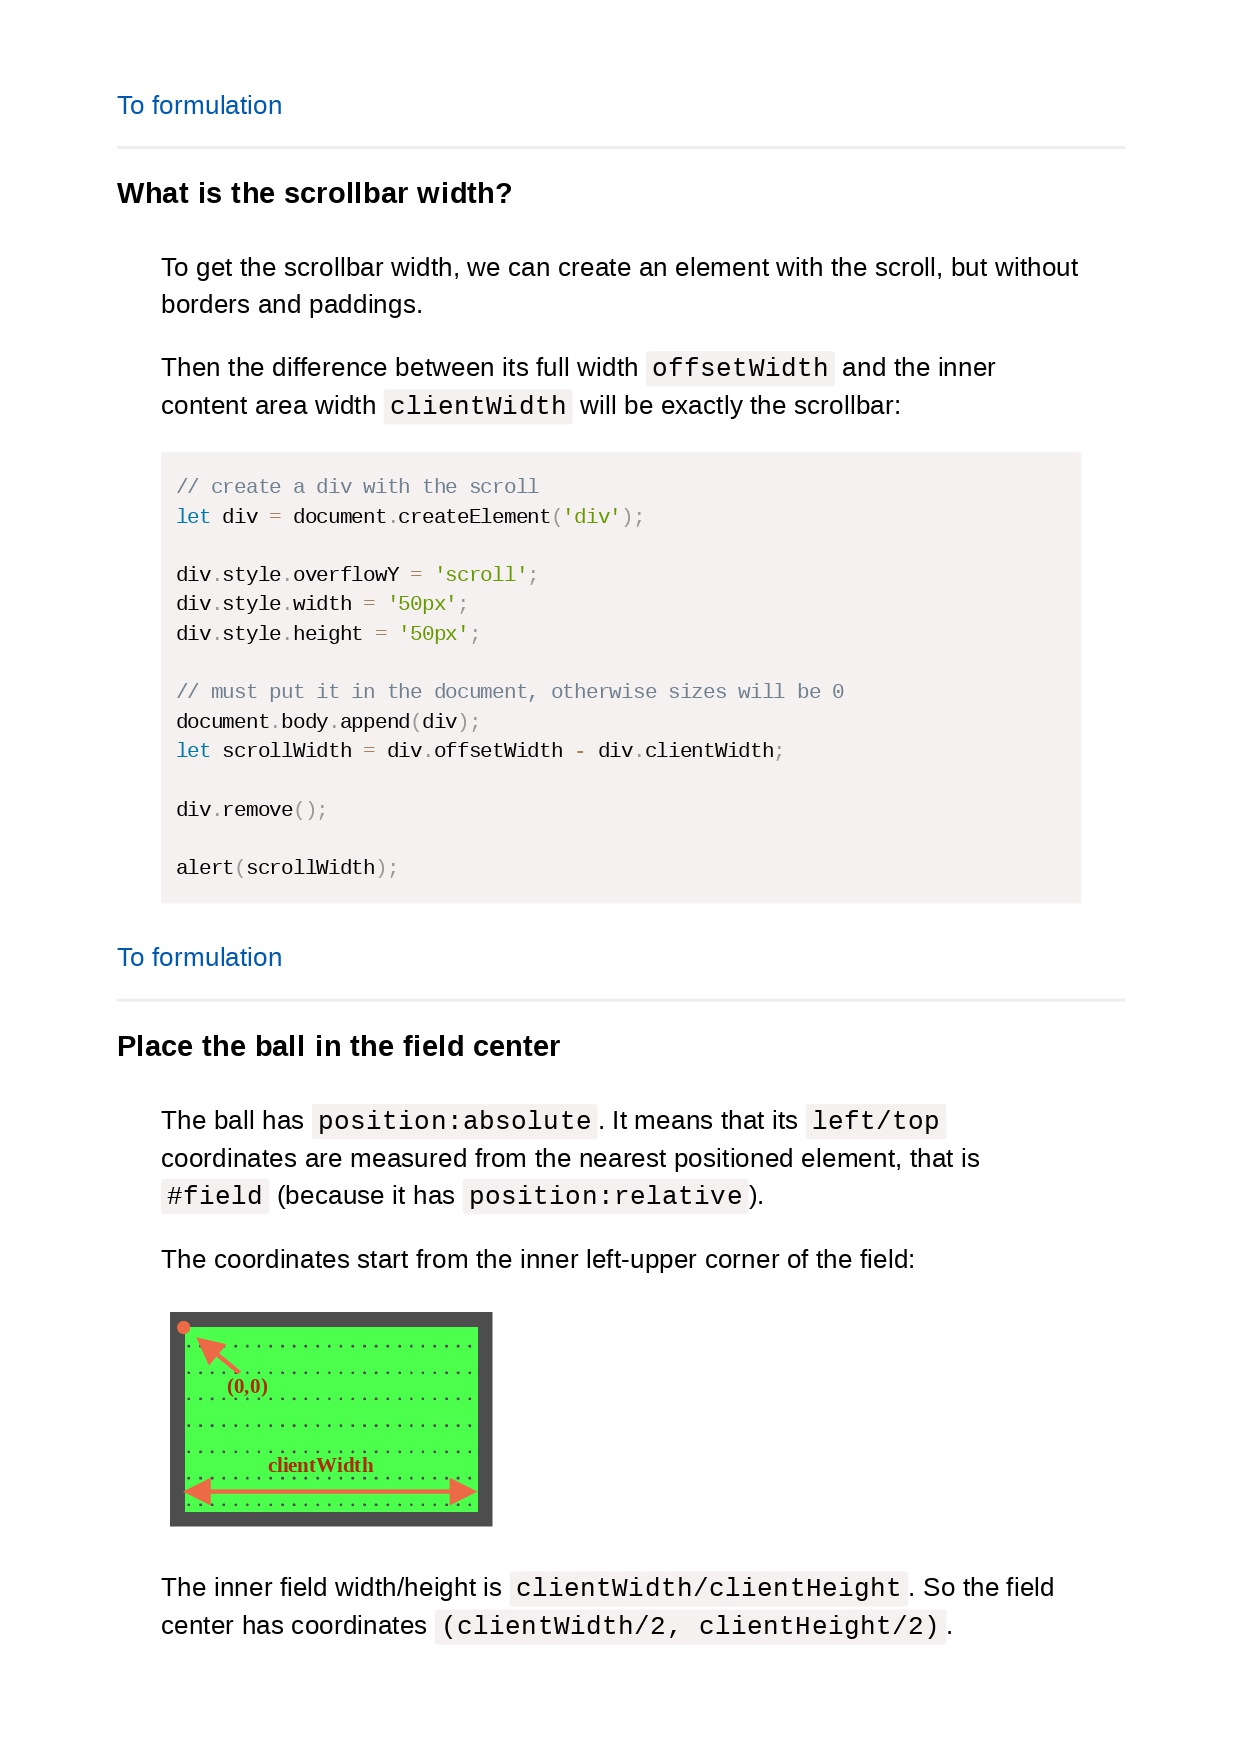 To formulation
What is the scrollbar width?
To get the scrollbar width, we can create an element with the scroll, but without
borders and paddings.
Then the difference between its full width offsetWidth and the inner
content area width clientWidth will be exactly the scrollbar:
// create a div with the scroll
let div = document.createElement('div');
div.style.overflowY = 'scroll';
div.style.width = '50px';
div.style.height = '50px';
// must put it in the document, otherwise sizes will be 0
document.body.append(div);
let scrollWidth = div.offsetWidth - div.clientWidth;
div.remove();
alert(scrollWidth);
To formulation
Place the ball in the field center
The ball has position:absolute. It means that its left/top
coordinates are measured from the nearest positioned element, that is
#field (because it has position:relative).
The coordinates start from the inner left-upper corner of the field:
(0,0)
clientWidth
The inner field width/height is clientWidth/clientHeight. So the field
center has coordinates (clientWidth/2, clientHeight/2).